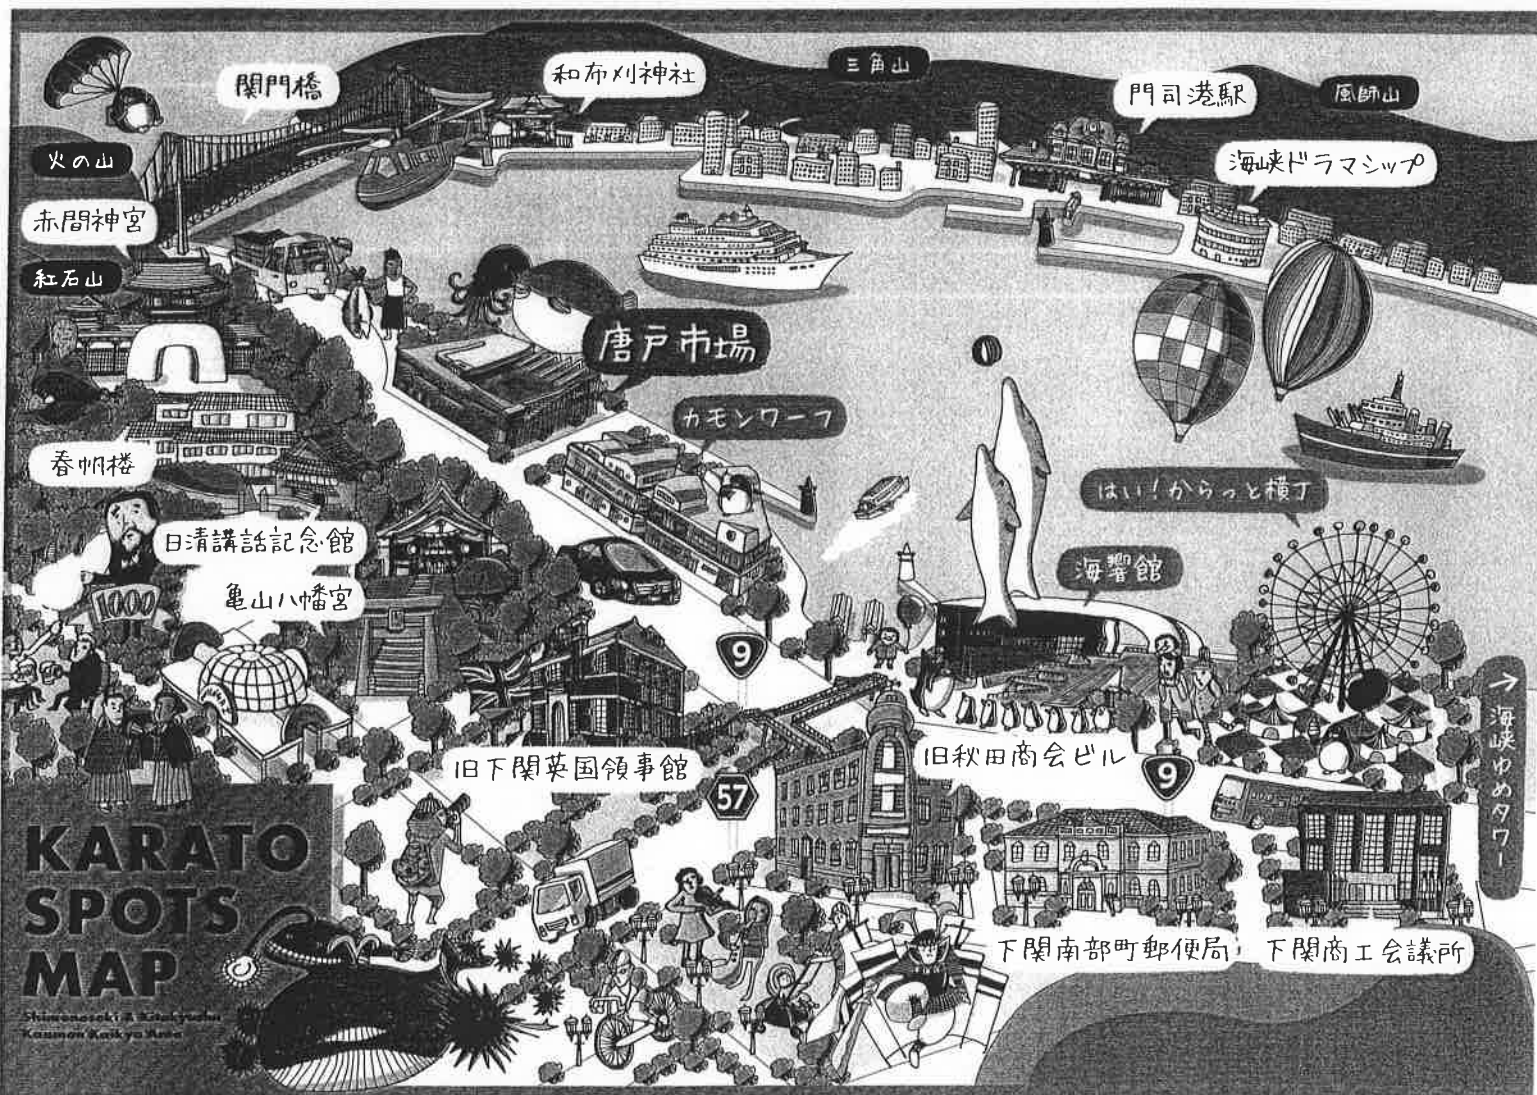 関門橋
和布刈神社
三角山
門司港駅
風師山
火の山
海峡ドラマシップ
赤間神宮
紅石山
唐戸市場
カモンワーフ
春帆楼
はい!からっと横丁
日清講話記念館
海響館
1000
亀山八幡宮
9
→海峡ゆめタワー
旧下関英国領事館
旧秋田商会ビル
9
57
KARATO
SPOTS
MAP
下関南部町郵便局
下関商工会議所
Shimonoseki & Kitakyushu
Kanmon Kaikyo Area